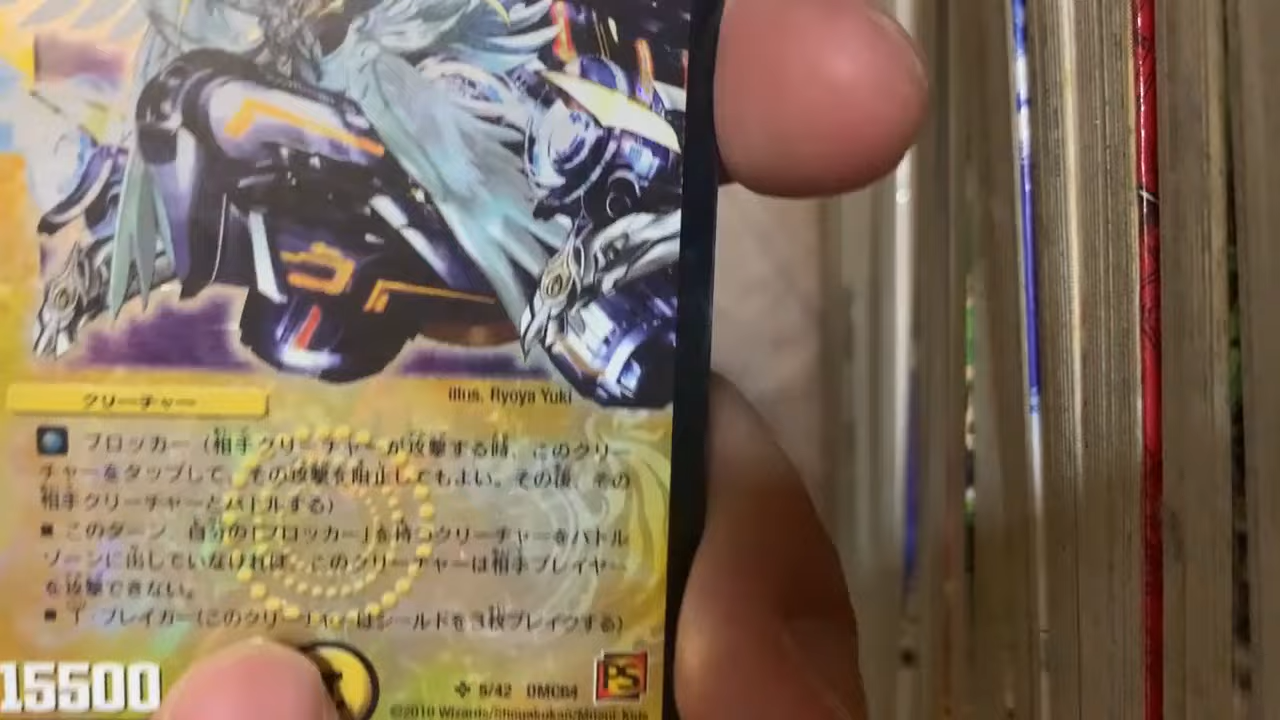 illus. Ryoya Yuki
クリーチャー
ブロッカー（相手クリーチャーが攻撃する時、このクリー
チャーをタップして、その攻撃を阻止してもよい。その後、その
相手クリーチャーとバトルする）
■ このターン、自分の「ブロッカー」を持つクリーチャーをバトル
ゾーンに出していなければ、このクリーチャーは相手プレイヤー
を攻撃できない。
■ T・ブレイカー（このクリーチャーはシールドを3枚ブレイクする）
15500
5/42 DMC64
PS
©2010 Wizards/Shogakukan/Mitsui-Kids